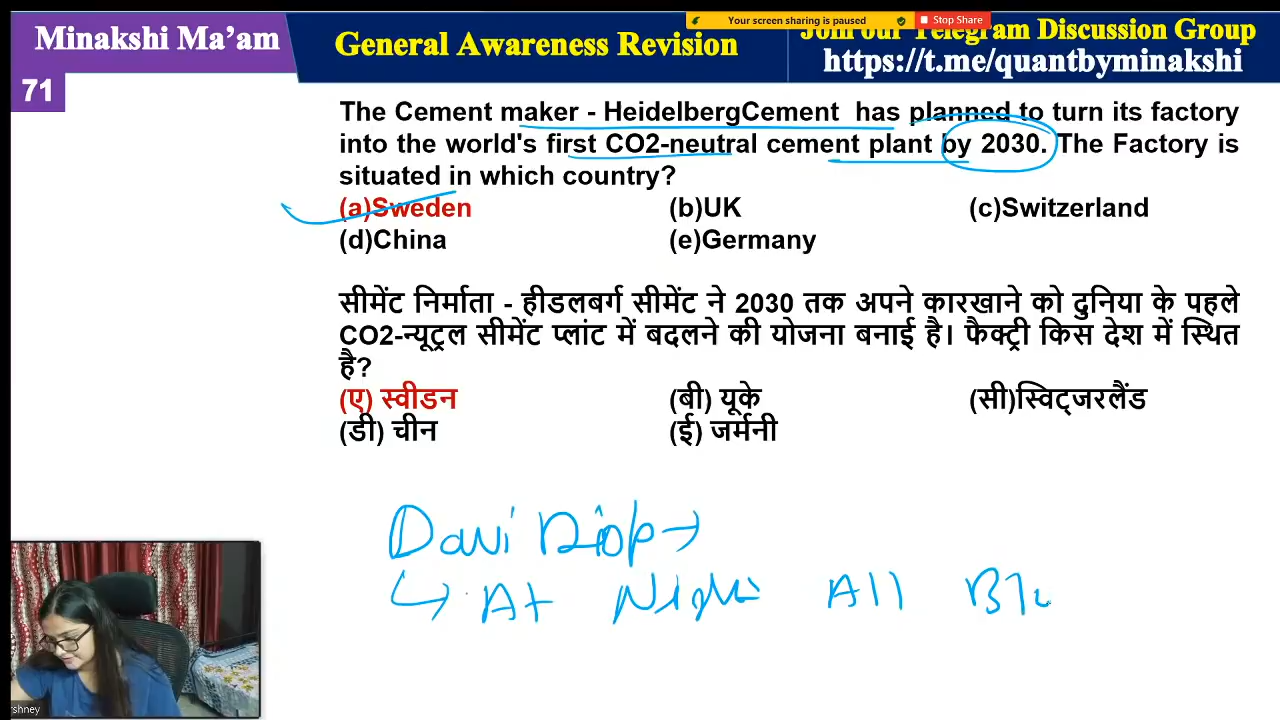 Your screen sharing is paused Stop Share
Minakshi Ma'am
General Awareness Revision
Join our Telegram Discussion Group
https://t.me/quantbyminakshi
71
The Cement maker - HeidelbergCement has planned to turn its factory
into the world's first CO2-neutral cement plant by 2030. The Factory is
situated in which country?
(a)Sweden (b)UK (c)Switzerland
(d)China (e)Germany
सीमेंट निर्माता - हीडलबर्ग सीमेंट ने 2030 तक अपने कारखाने को दुनिया के पहले
CO2-न्यूट्रल सीमेंट प्लांट में बदलने की योजना बनाई है। फैक्ट्री किस देश में स्थित
है?
(ए) स्वीडन (बी) यूके (सी)स्विट्जरलैंड
(डी) चीन (ई) जर्मनी
Davi Diop →
↳ At Night All
rshney